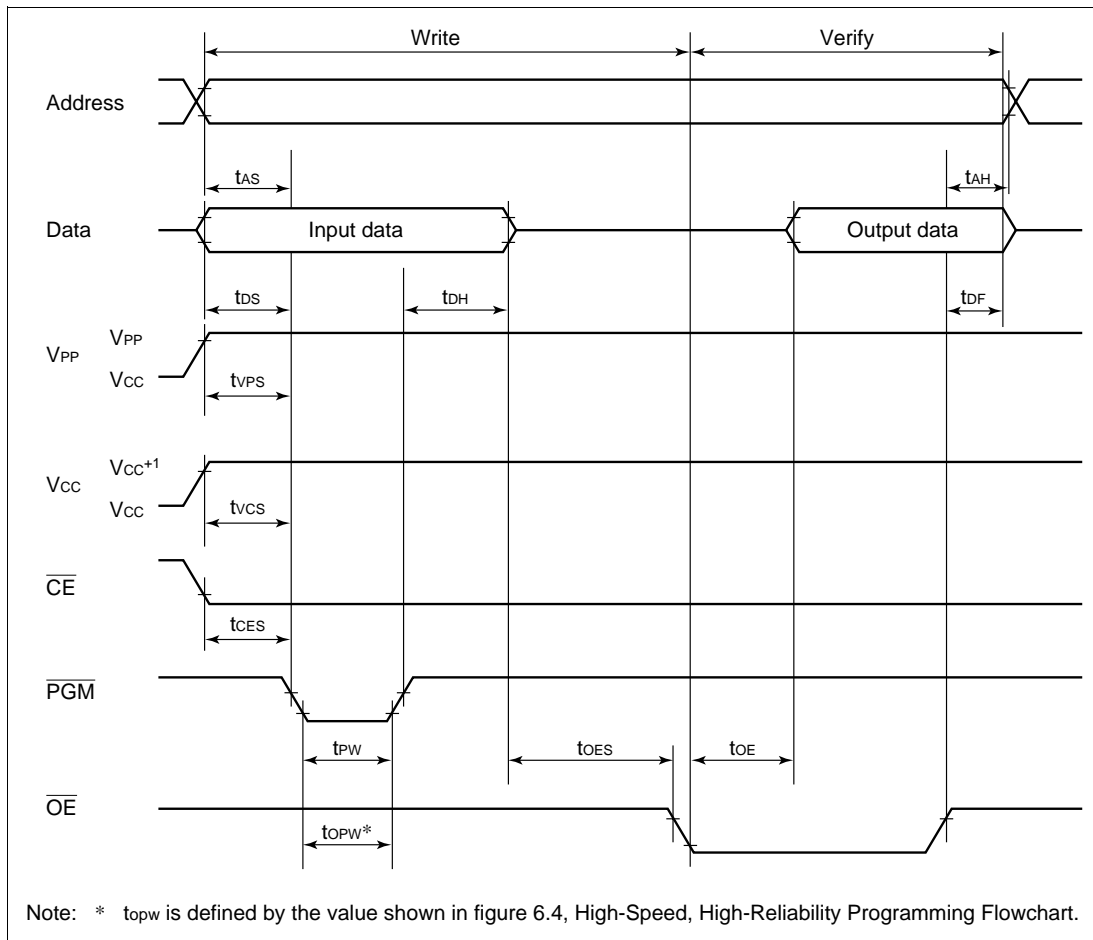 Write Verify
Address
tAS tAH
Data Input data Output data
tDS tDH tDF
VPP VPP
VCC
tVPS
VCC VCC+1
VCC
tVCS
CE
tCES
PGM
tPW tOES tOE
OE
tOPW*
Note: * topw is defined by the value shown in figure 6.4, High-Speed, High-Reliability Programming Flowchart.